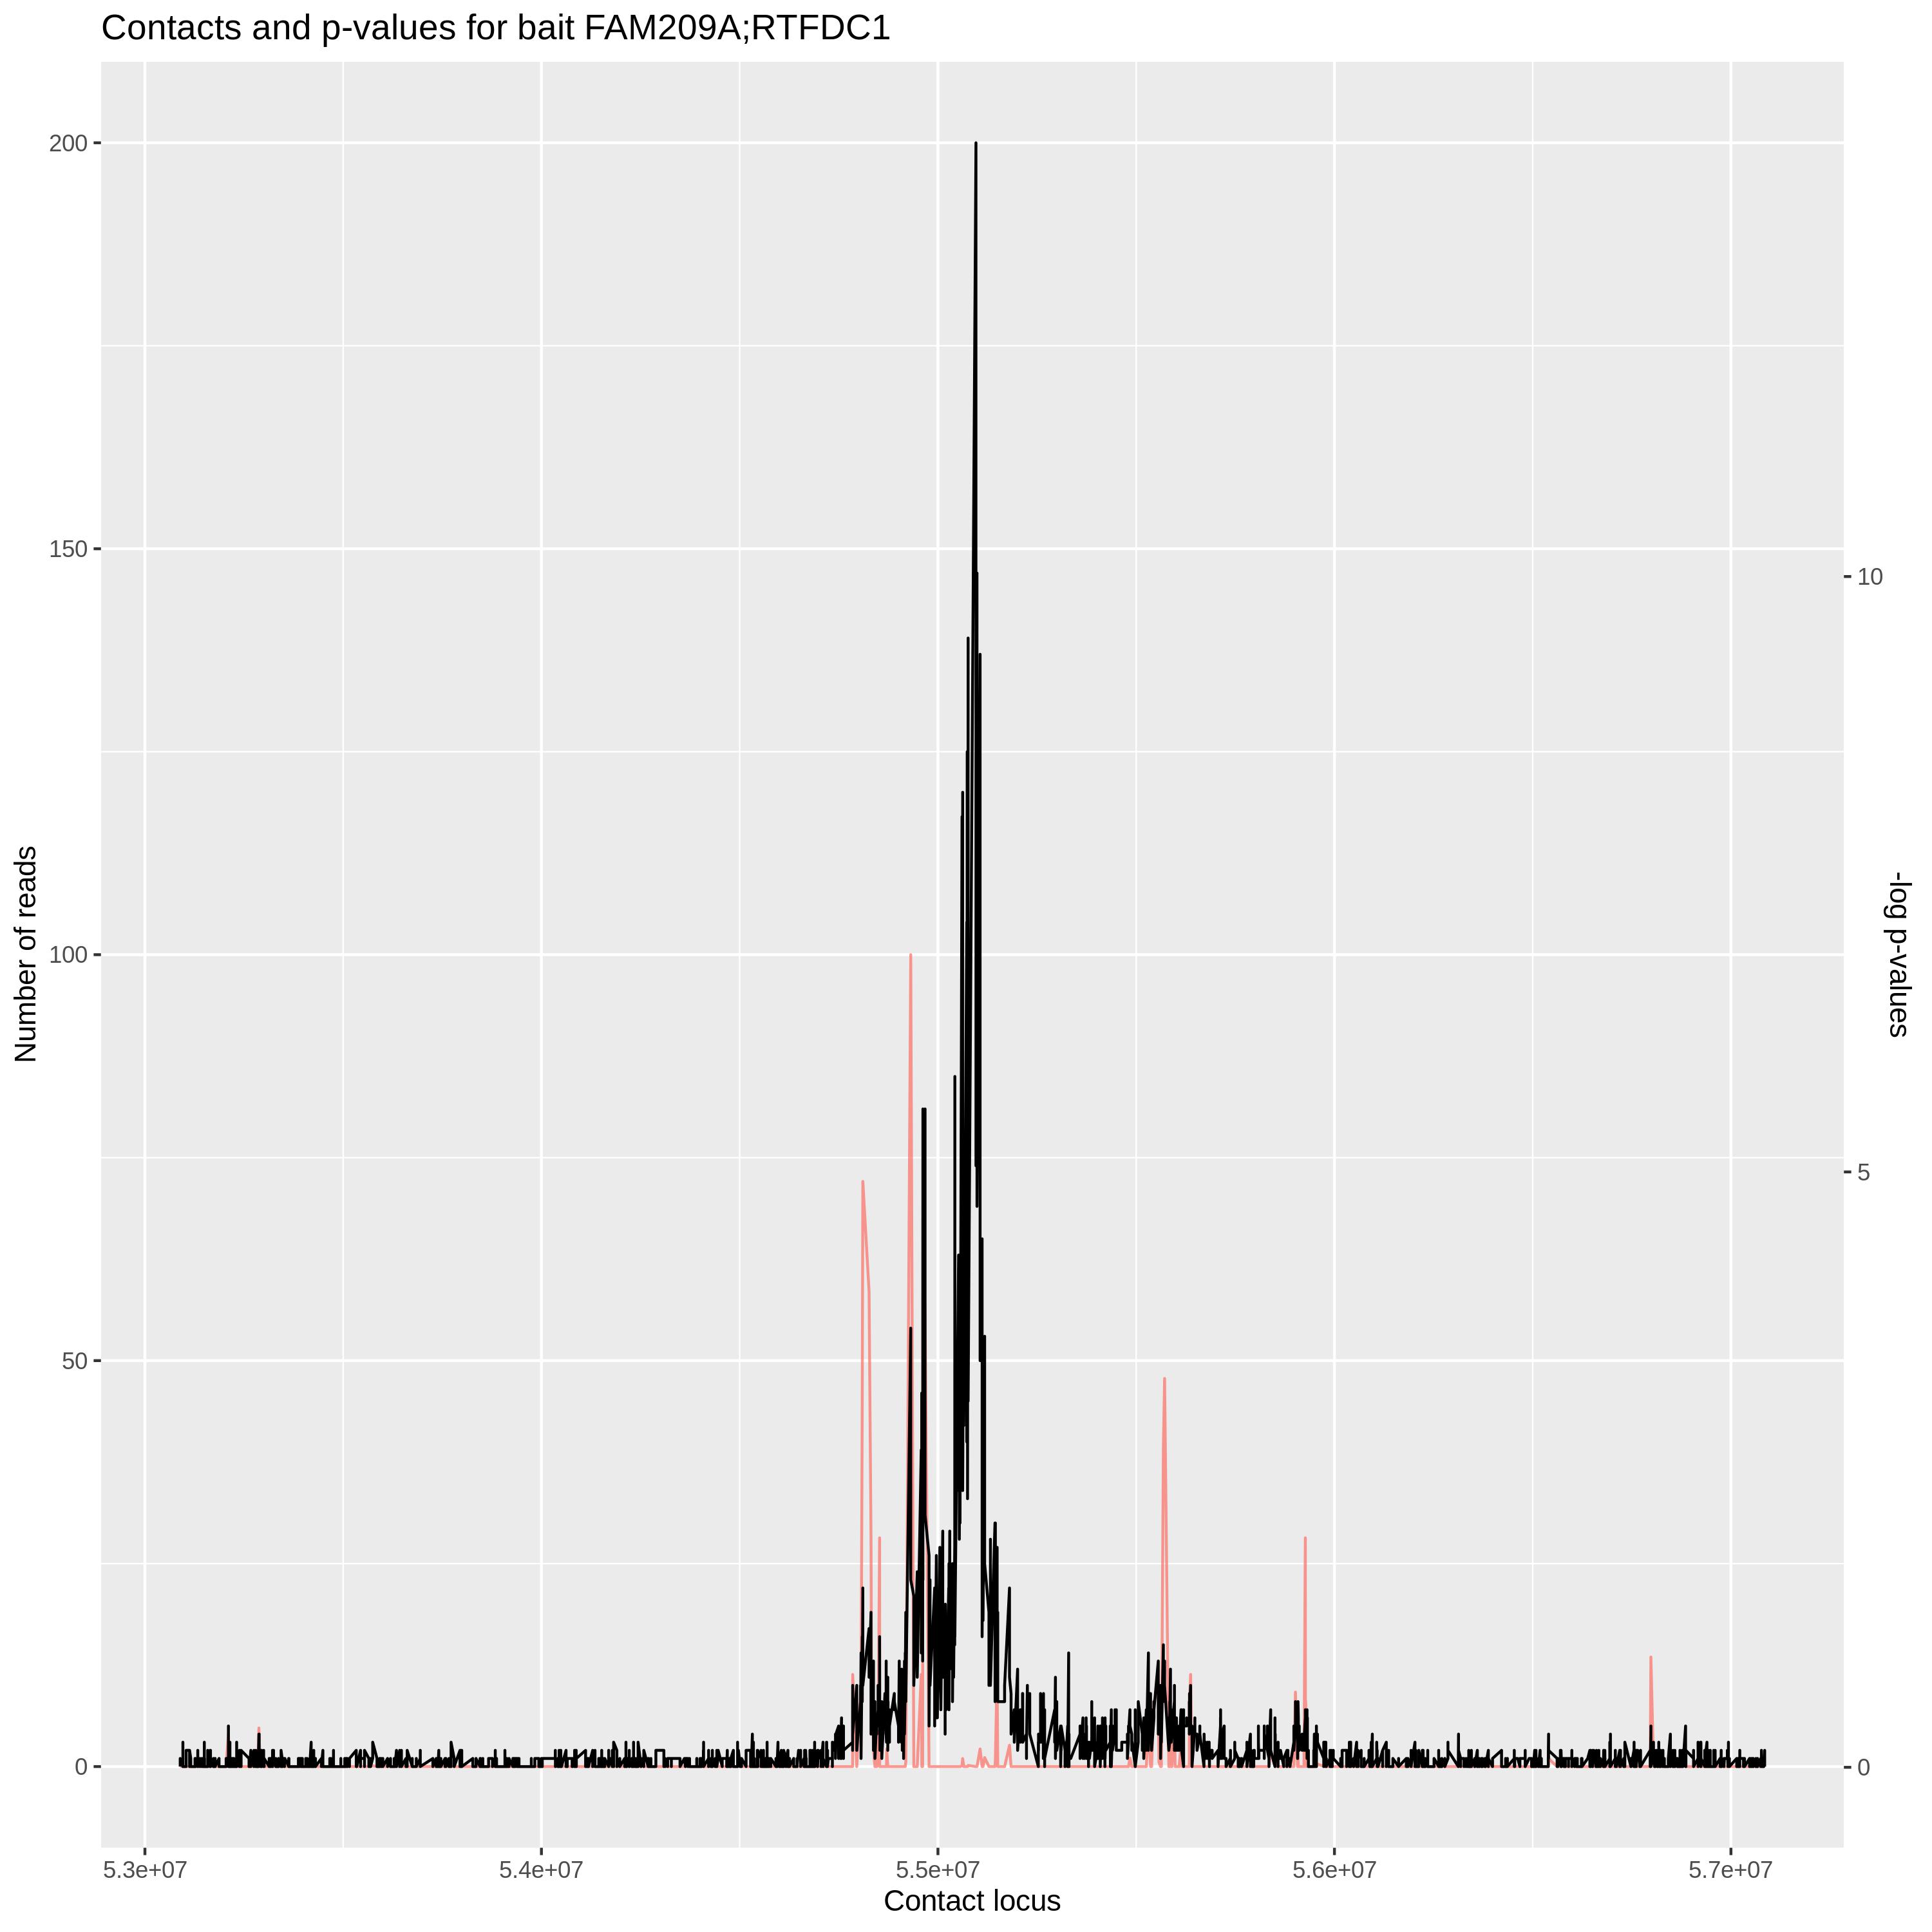 Contacts and p-values for bait FAM209A;RTFDC1
200
150
100
50
0
Number of reads
10
5
0
-log p-values
5.3e+07
5.4e+07
5.5e+07
5.6e+07
5.7e+07
Contact locus